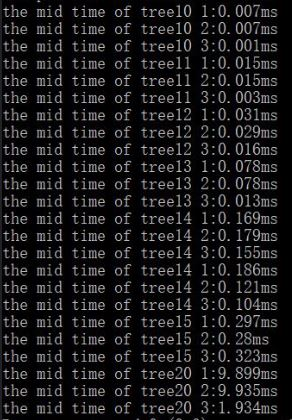 the mid time of tree10 1:0.007ms
the mid time of tree10 2:0.007ms
the mid time of tree10 3:0.001ms
the mid time of tree11 1:0.015ms
the mid time of tree11 2:0.015ms
the mid time of tree11 3:0.003ms
the mid time of tree12 1:0.031ms
the mid time of tree12 2:0.029ms
the mid time of tree12 3:0.016ms
the mid time of tree13 1:0.078ms
the mid time of tree13 2:0.078ms
the mid time of tree13 3:0.013ms
the mid time of tree14 1:0.169ms
the mid time of tree14 2:0.179ms
the mid time of tree14 3:0.155ms
the mid time of tree14 1:0.186ms
the mid time of tree14 2:0.121ms
the mid time of tree14 3:0.104ms
the mid time of tree15 1:0.297ms
the mid time of tree15 2:0.28ms
the mid time of tree15 3:0.323ms
the mid time of tree20 1:9.899ms
the mid time of tree20 2:9.935ms
the mid time of tree20 3:1.934ms